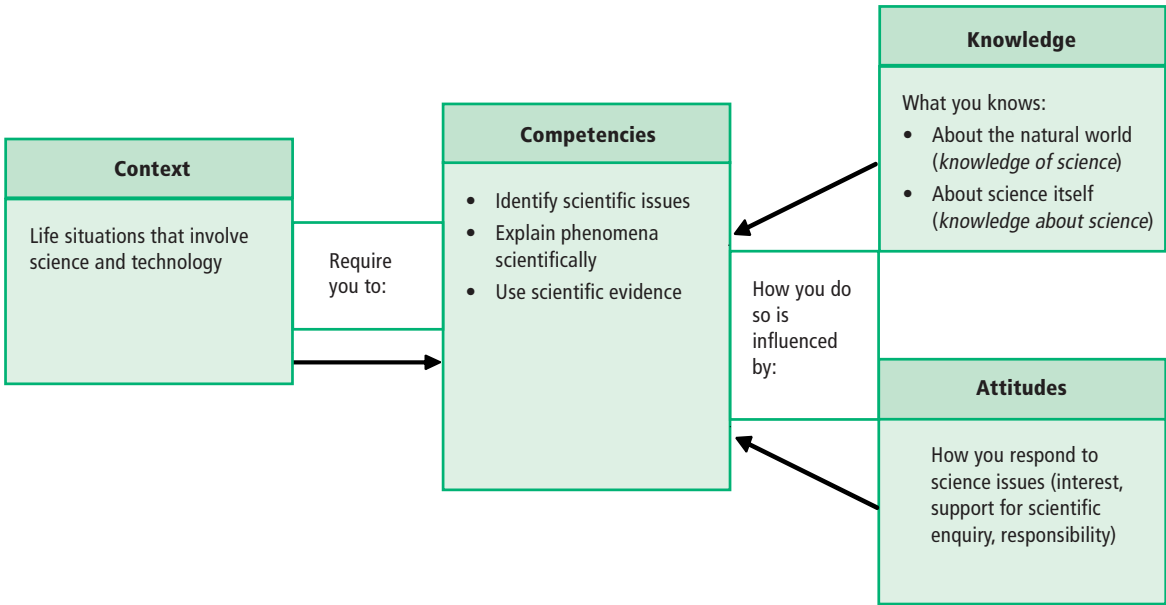 Context
Life situations that involve
science and technology
Require
you to:
Competencies
• Identify scientific issues
• Explain phenomena
scientifically
• Use scientific evidence
How you do
so is
influenced
by:
Knowledge
What you knows:
• About the natural world
(knowledge of science)
• About science itself
(knowledge about science)
Attitudes
How you respond to
science issues (interest,
support for scientific
enquiry, responsibility)